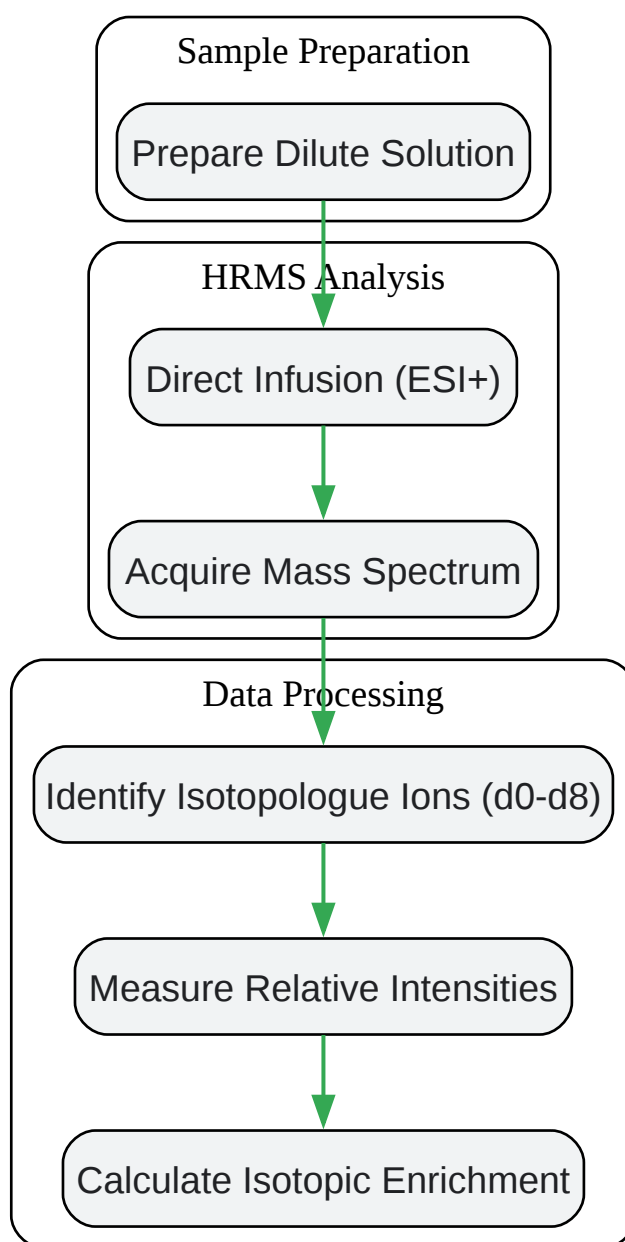 Sample Preparation
Prepare Dilute Solution
HRMS Analysis
Direct Infusion (ESI+)
Acquire Mass Spectrum
Data Processing
Identify Isotopologue Ions (d0-d8)
Measure Relative Intensities
Calculate Isotopic Enrichment